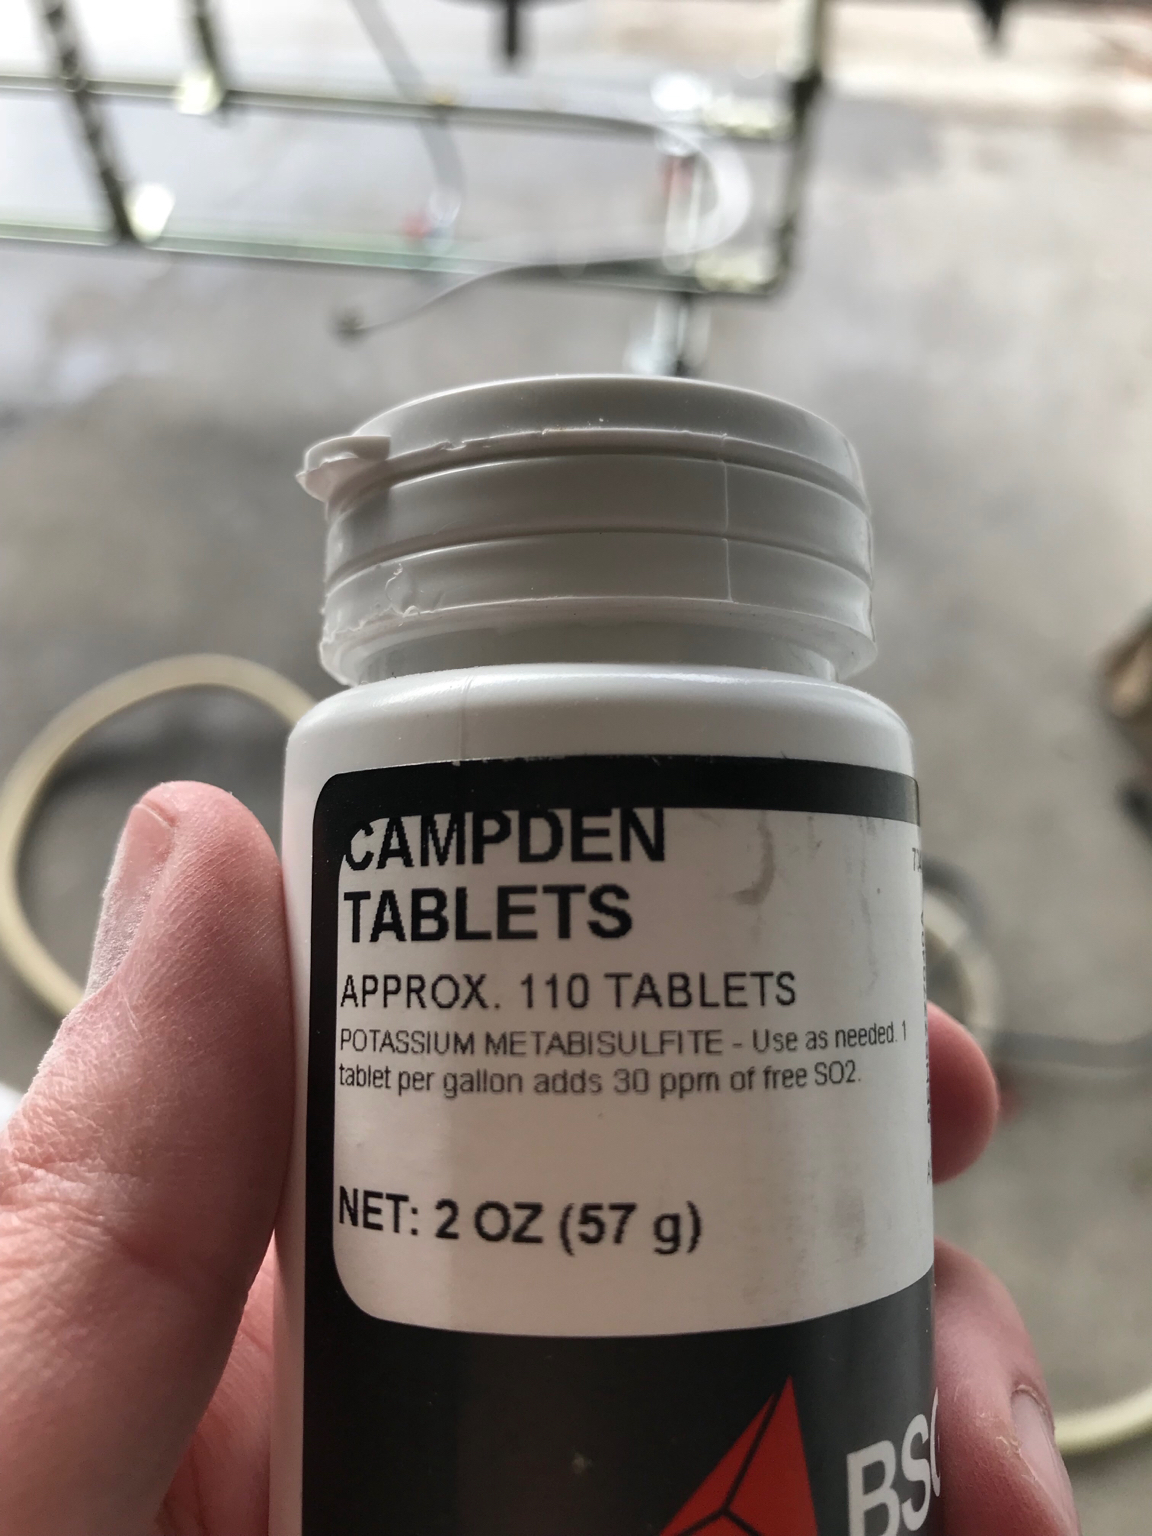 CAMPDEN
TABLETS
APPROX. 110 TABLETS
POTASSIUM METABISULFITE - Use as needed. 1
tablet per gallon adds 30 ppm of free SO2.
NET: 2 OZ (57 g)